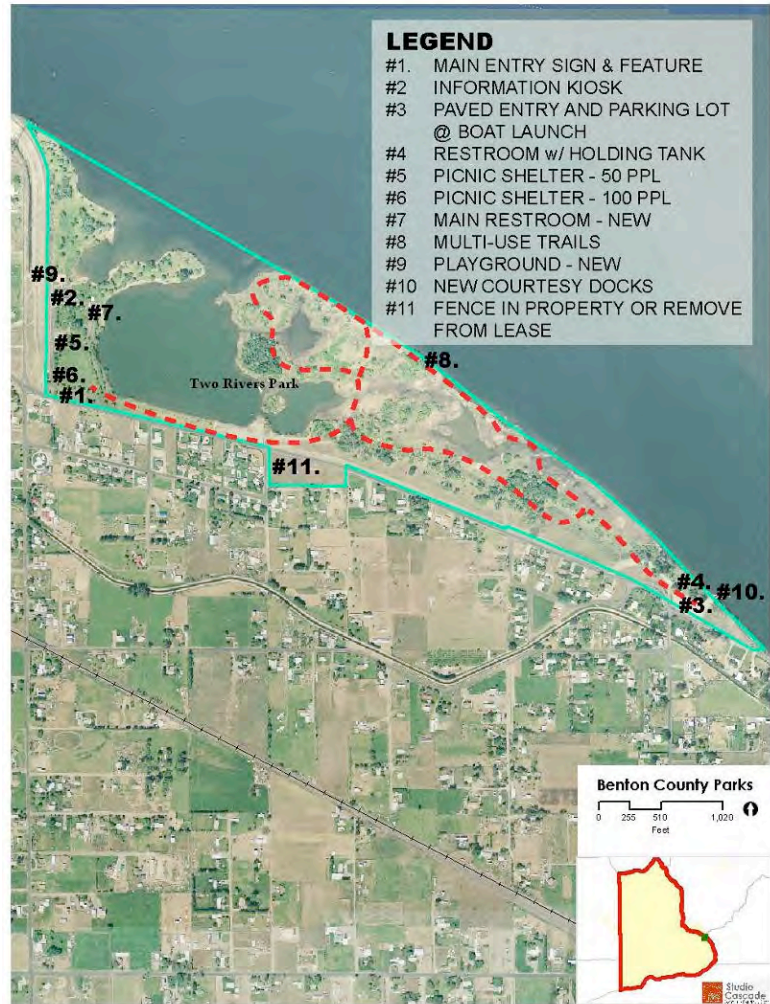 LEGEND
#1. MAIN ENTRY SIGN & FEATURE
#2 INFORMATION KIOSK
#3 PAVED ENTRY AND PARKING LOT
@ BOAT LAUNCH
#4 RESTROOM w/ HOLDING TANK
#5 PICNIC SHELTER - 50 PPL
#6 PICNIC SHELTER - 100 PPL
#7 MAIN RESTROOM - NEW
#8 MULTI-USE TRAILS
#9 PLAYGROUND - NEW
#10 NEW COURTESY DOCKS
#11 FENCE IN PROPERTY OR REMOVE
FROM LEASE
#9.
#2.
#7.
#5.
#6.
#1.
#8.
Two Rivers Park
#11.
#4.
#10.
#3.
Benton County Parks
0 255 510 1,020
Feet
Studio
Cascade